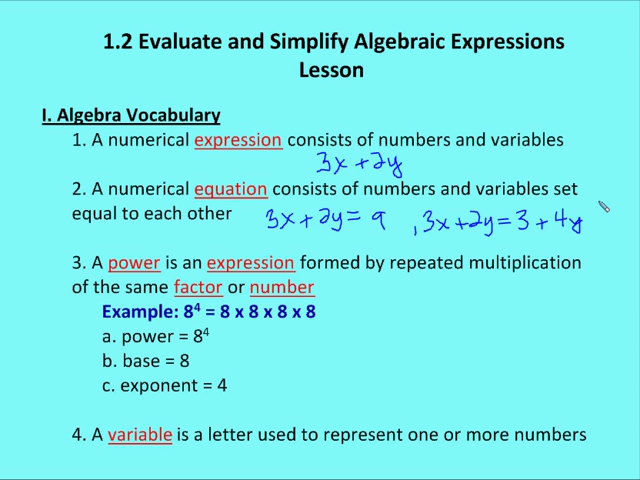 1.2 Evaluate and Simplify Algebraic Expressions
Lesson
I. Algebra Vocabulary
1. A numerical expression consists of numbers and variables
3x + 2y
2. A numerical equation consists of numbers and variables set
equal to each other 3x + 2y = 9 , 3x + 2y = 3 + 4y
3. A power is an expression formed by repeated multiplication
of the same factor or number
Example: 8⁴ = 8 x 8 x 8 x 8
a. power = 8⁴
b. base = 8
c. exponent = 4
4. A variable is a letter used to represent one or more numbers